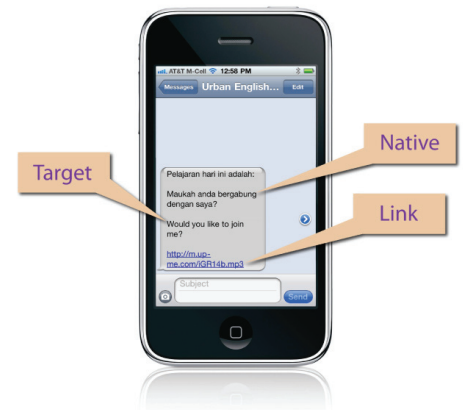 AT&T M-Cell 12:58 PM
Messages Urban English... Edit
Pelajaran hari ini adalah:
Maukah anda bergabung
dengan saya?
Would you like to join
me?
http://m.up-
me.com/iGR14b.mp3
Subject
Send
Target
Native
Link